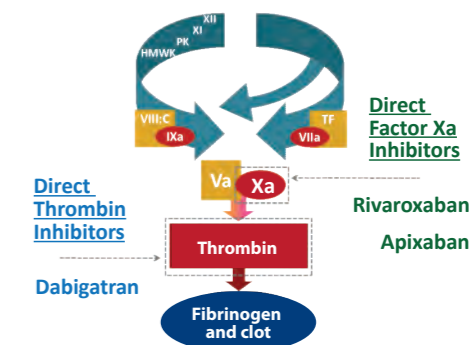 XII
XI
PK
HMWK
VIII:C
IXa
TF
VIIa
Direct
Factor Xa
Inhibitors
Va
Xa
Direct
Thrombin
Inhibitors
Rivaroxaban
Thrombin
Apixaban
Dabigatran
Fibrinogen
and clot